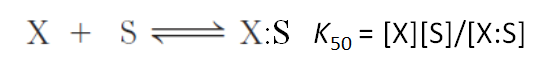 X + S ⇌ X:S K50 = [X][S]/[X:S]